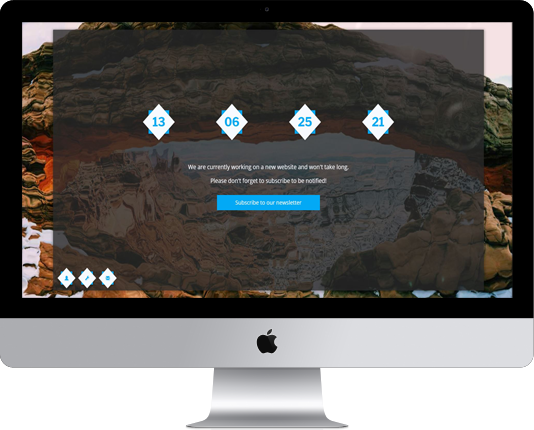 13 06 25 21
We are currently working on a new website and won't take long.
Please don't forget to subscribe to be notified!
Subscribe to our newsletter